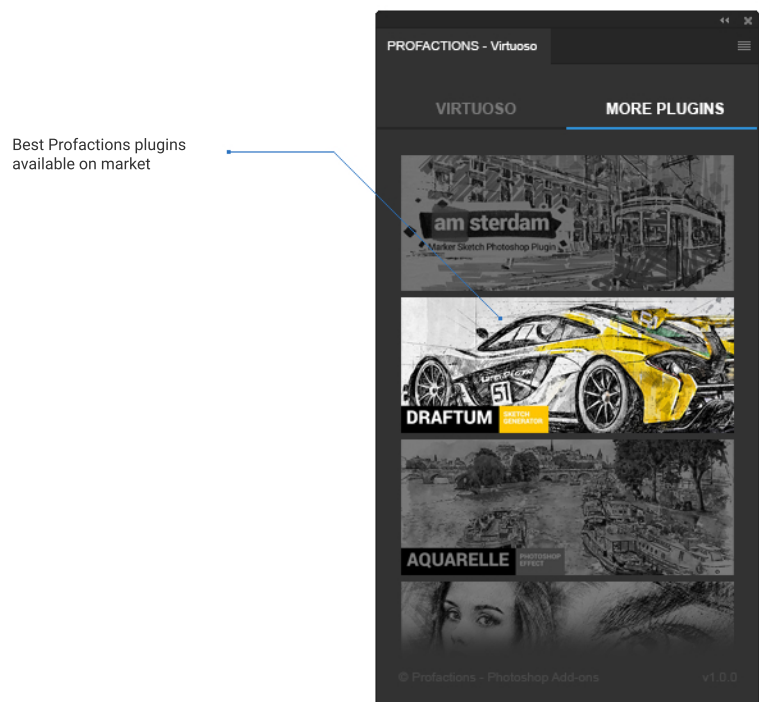 PROFACTIONS - Virtuoso
VIRTUOSO
MORE PLUGINS
Best Profactions plugins
available on market
am sterdam
Marker Sketch Photoshop Plugin
51
DRAFTUM
SKETCH
GENERATOR
AQUARELLE
PHOTOSHOP
EFFECT
© Profactions - Photoshop Add-ons
v1.0.0